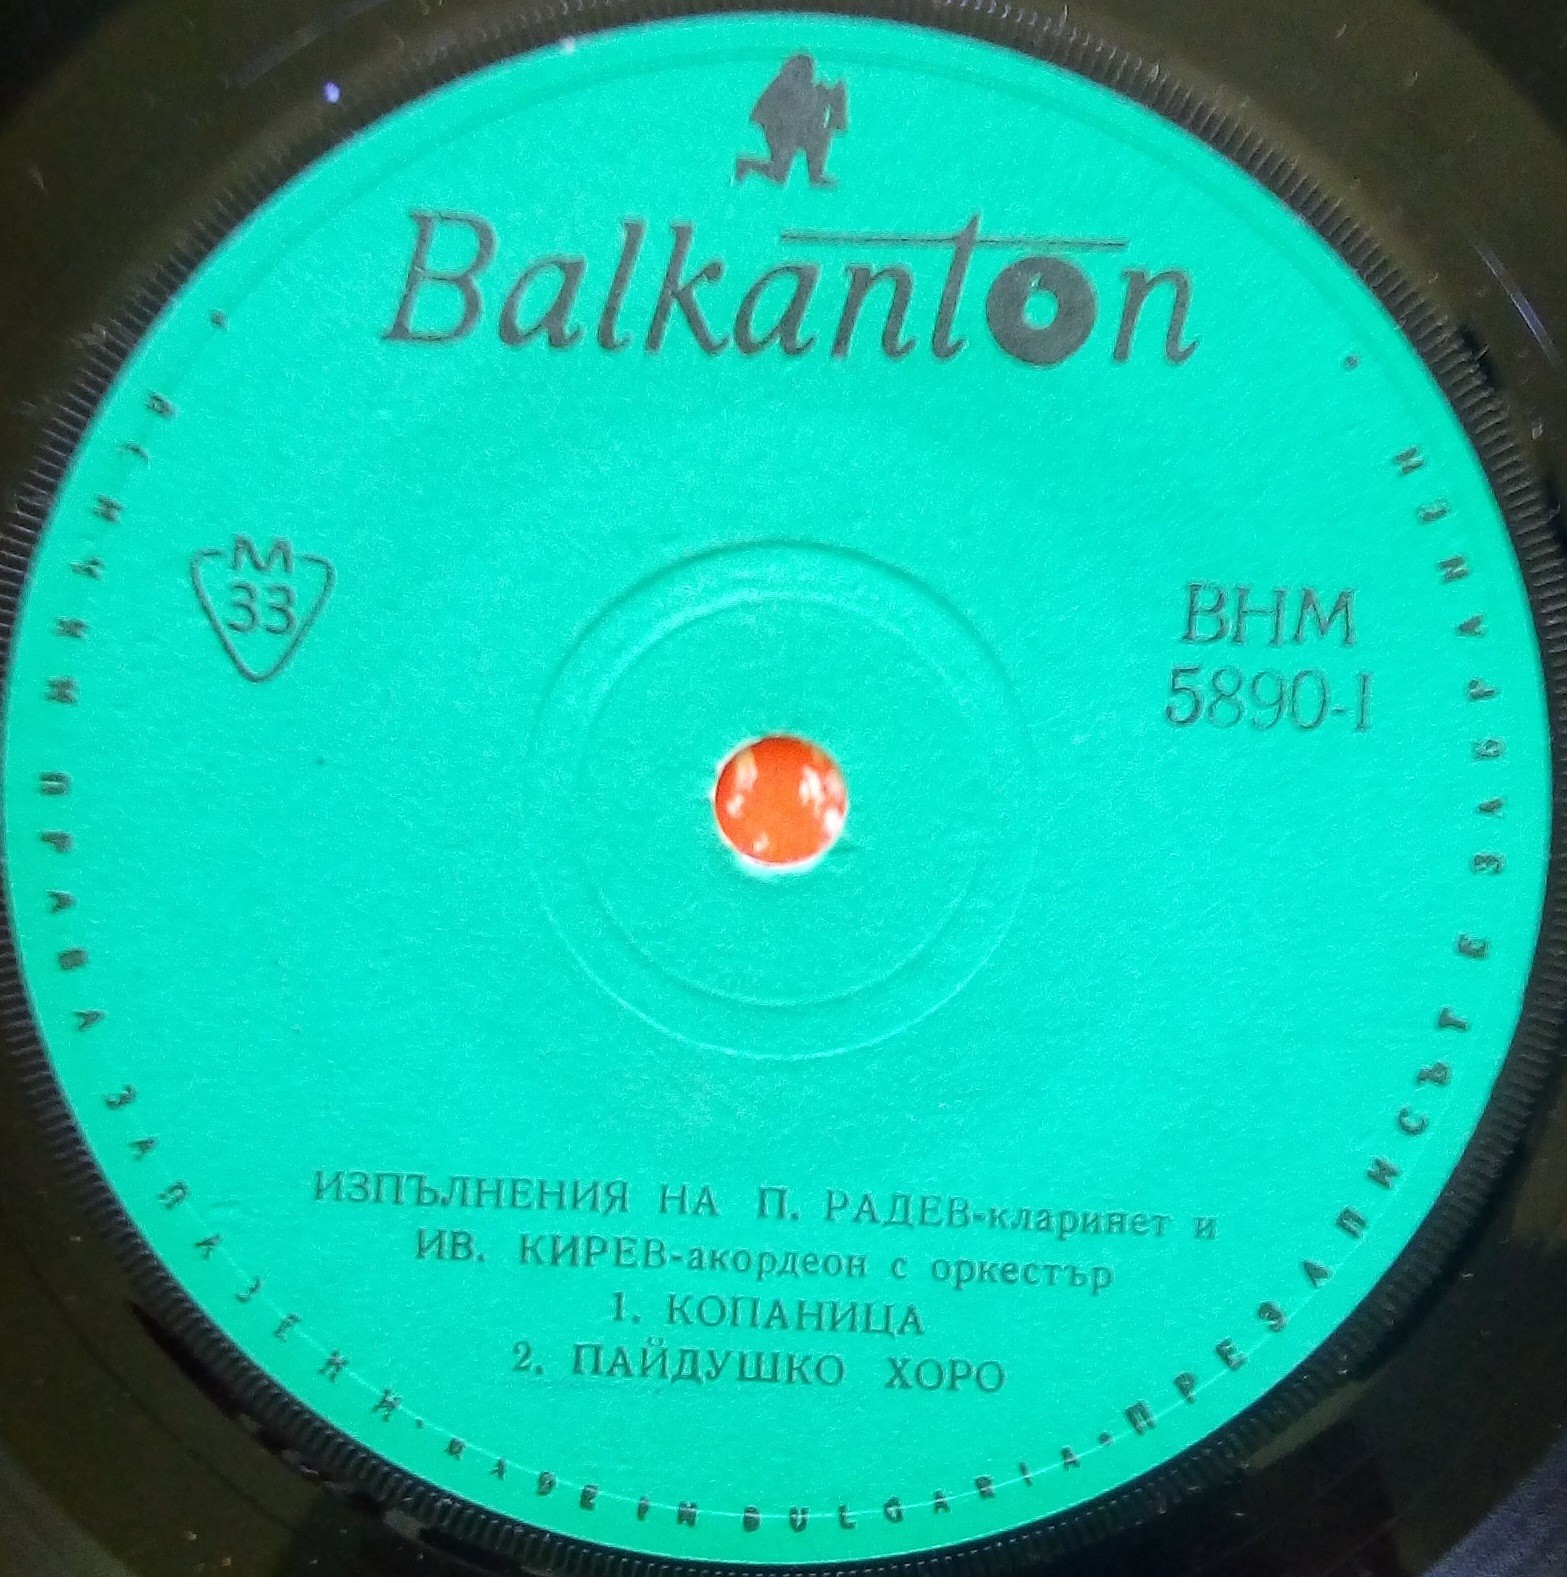 Balkanton
M
33
ВНМ
5890-I
ИЗПЪЛНЕНИЯ НА П. РАДЕВ-кларинет и
ИВ. КИРЕВ-акордеон с оркестър
1. КОПАНИЦА
2. ПАЙДУШКО ХОРО
ПРАВА ЗАПАЗЕНИ · MADE IN BULGARIA · ПРЕЗАПИСЪТ Е ЗАБРАНЕН ·